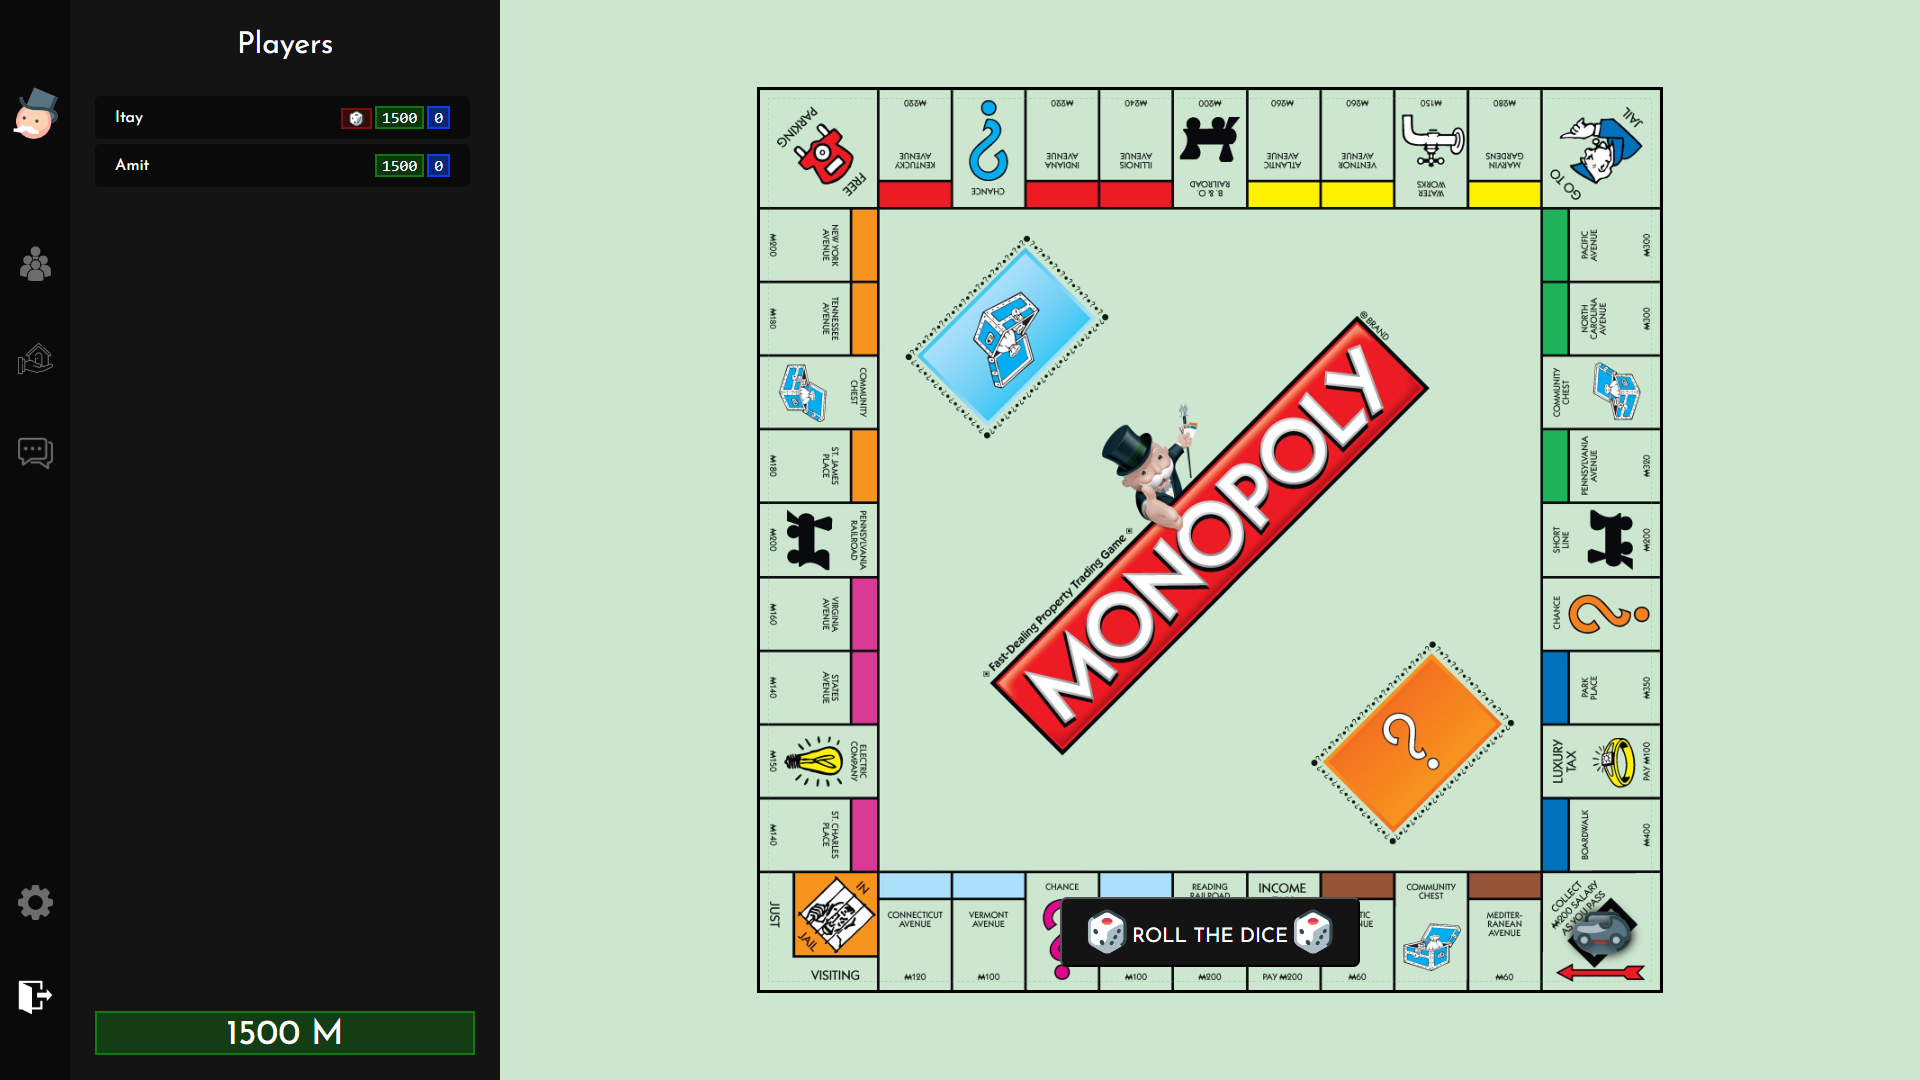 Players
Itay
1500
0
Amit
1500
0
1500 M
FREE
PARKING
₩220
KENTUCKY
AVENUE
CHANCE
₩220
INDIANA
AVENUE
₩240
ILLINOIS
AVENUE
₩200
B. & O.
RAILROAD
₩260
ATLANTIC
AVENUE
₩260
VENTNOR
AVENUE
₩150
WATER
WORKS
₩280
MARVIN
GARDENS
GO TO
JAIL
NEW YORK
AVENUE
₩200
TENNESSEE
AVENUE
₩180
COMMUNITY
CHEST
ST. JAMES
PLACE
₩180
PENNSYLVANIA
RAILROAD
₩200
VIRGINIA
AVENUE
₩160
STATES
AVENUE
₩140
ELECTRIC
COMPANY
₩150
ST. CHARLES
PLACE
₩140
PACIFIC
AVENUE
₩300
NORTH
CAROLINA
AVENUE
₩300
COMMUNITY
CHEST
PENNSYLVANIA
AVENUE
₩320
SHORT
LINE
₩200
CHANCE
PARK
PLACE
₩350
LUXURY
TAX
PAY ₩100
BOARDWALK
₩400
@BRAND
MONOPOLY
Fast-Dealing Property Trading Game
?
JUST
VISITING
IN
JAIL
CONNECTICUT
AVENUE
₩120
VERMONT
AVENUE
₩100
CHANCE
₩100
READING
RAILROAD
₩200
INCOME
PAY ₩200
TIC
NUE
₩60
COMMUNITY
CHEST
MEDITER-
RANEAN
AVENUE
₩60
COLLECT
₩200 SALARY
AS YOU PASS
ROLL THE DICE